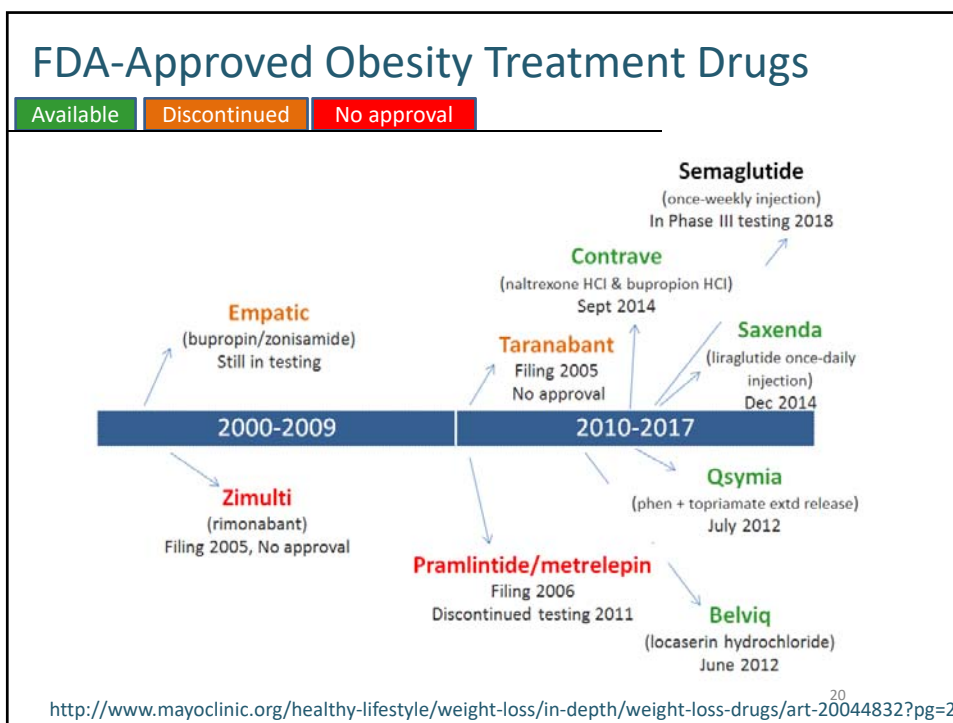 FDA-Approved Obesity Treatment Drugs
Available
Discontinued
No approval
Semaglutide
(once-weekly injection)
In Phase III testing 2018
Contrave
(naltrexone HCl & bupropion HCl)
Sept 2014
Empatic
(bupropin/zonisamide)
Still in testing
Taranabant
Filing 2005
No approval
Saxenda
(liraglutide once-daily
injection)
Dec 2014
2000-2009
2010-2017
Zimulti
(rimonabant)
Filing 2005, No approval
Qsymia
(phen + topriamate extd release)
July 2012
Pramlintide/metrelepin
Filing 2006
Discontinued testing 2011
Belviq
(locaserin hydrochloride)
June 2012
20
http://www.mayoclinic.org/healthy-lifestyle/weight-loss/in-depth/weight-loss-drugs/art-20044832?pg=2